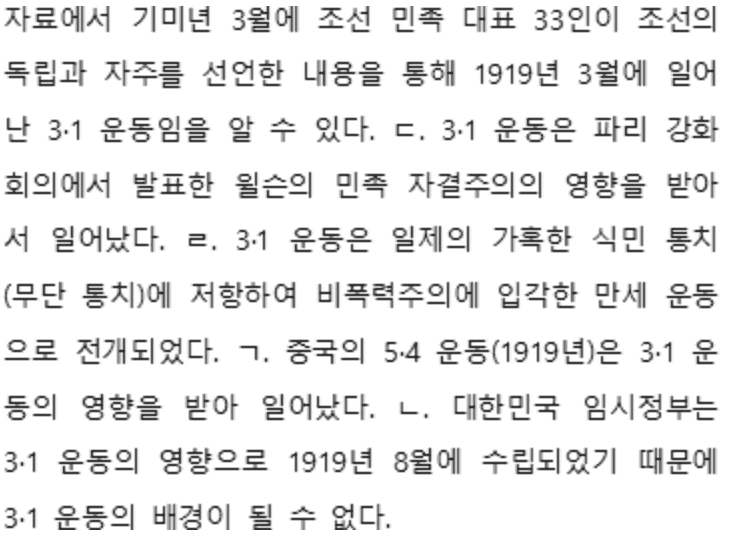 자료에서 기미년 3월에 조선 민족 대표 33인이 조선의
독립과 자주를 선언한 내용을 통해 1919년 3월에 일어
난 3·1 운동임을 알 수 있다. ㄷ. 3·1 운동은 파리 강화
회의에서 발표한 윌슨의 민족 자결주의의 영향을 받아
서 일어났다. ㄹ. 3·1 운동은 일제의 가혹한 식민 통치
(무단 통치)에 저항하여 비폭력주의에 입각한 만세 운동
으로 전개되었다. ㄱ. 중국의 5·4 운동(1919년)은 3·1 운
동의 영향을 받아 일어났다. ㄴ. 대한민국 임시정부는
3·1 운동의 영향으로 1919년 8월에 수립되었기 때문에
3·1 운동의 배경이 될 수 없다.